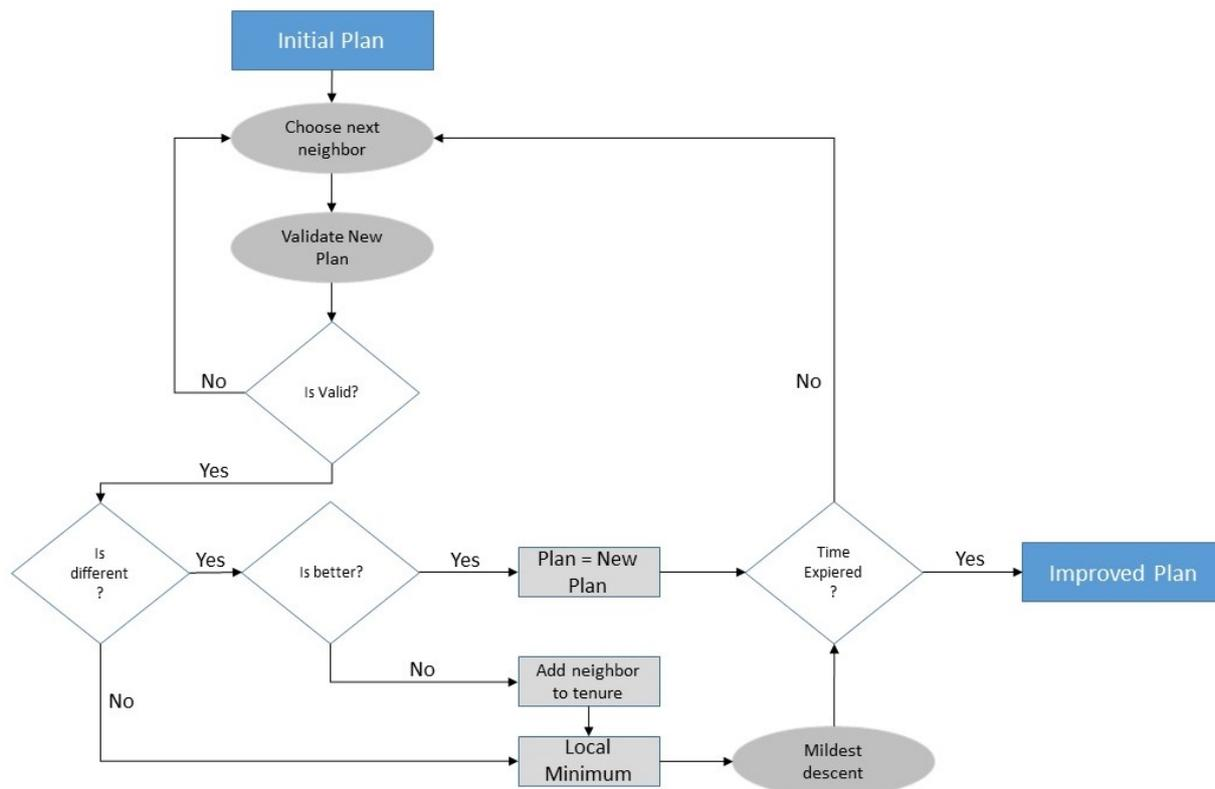 Initial Plan
Choose next
neighbor
Validate New
Plan
No
Is Valid?
No
Yes
Is
different
?
Yes
Is better?
Yes
Plan = New
Plan
Time
Expiered
?
Yes
Improved Plan
No
Add neighbor
to tenure
No
Local
Minimum
Mildest
descent